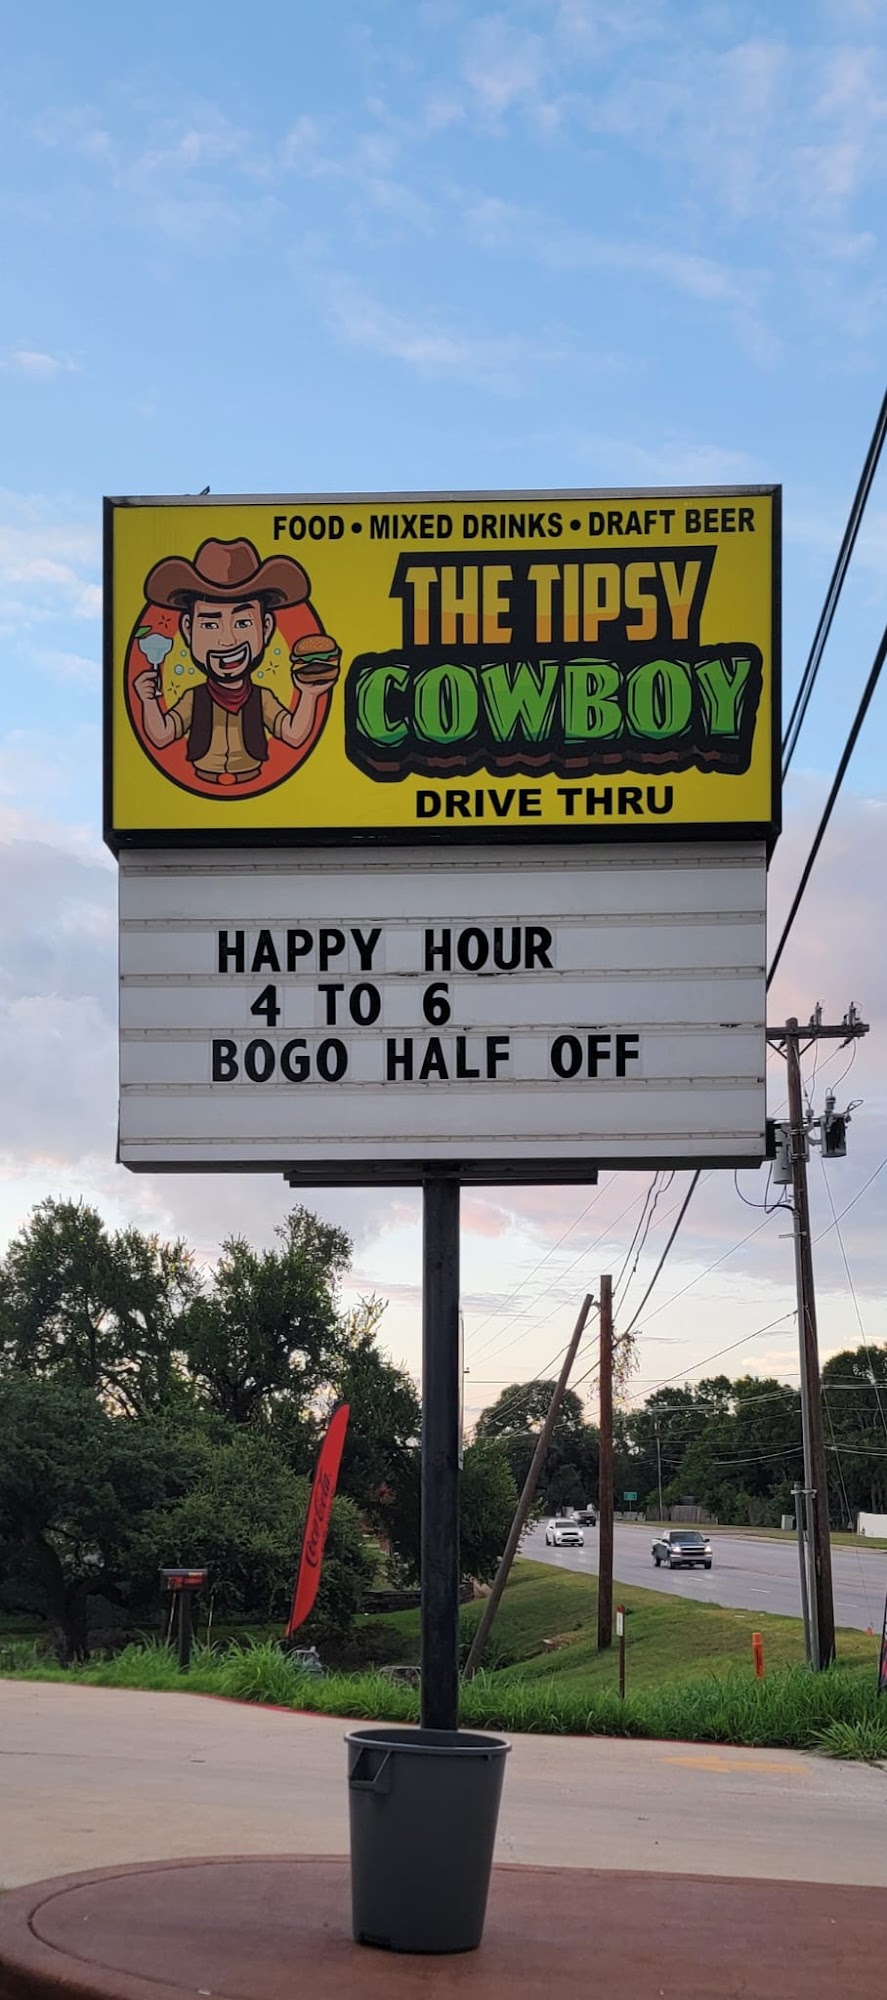 FOOD • MIXED DRINKS • DRAFT BEER
THE TIPSY
COWBOY
DRIVE THRU
HAPPY HOUR
4 TO 6
BOGO HALF OFF
Coca-Cola